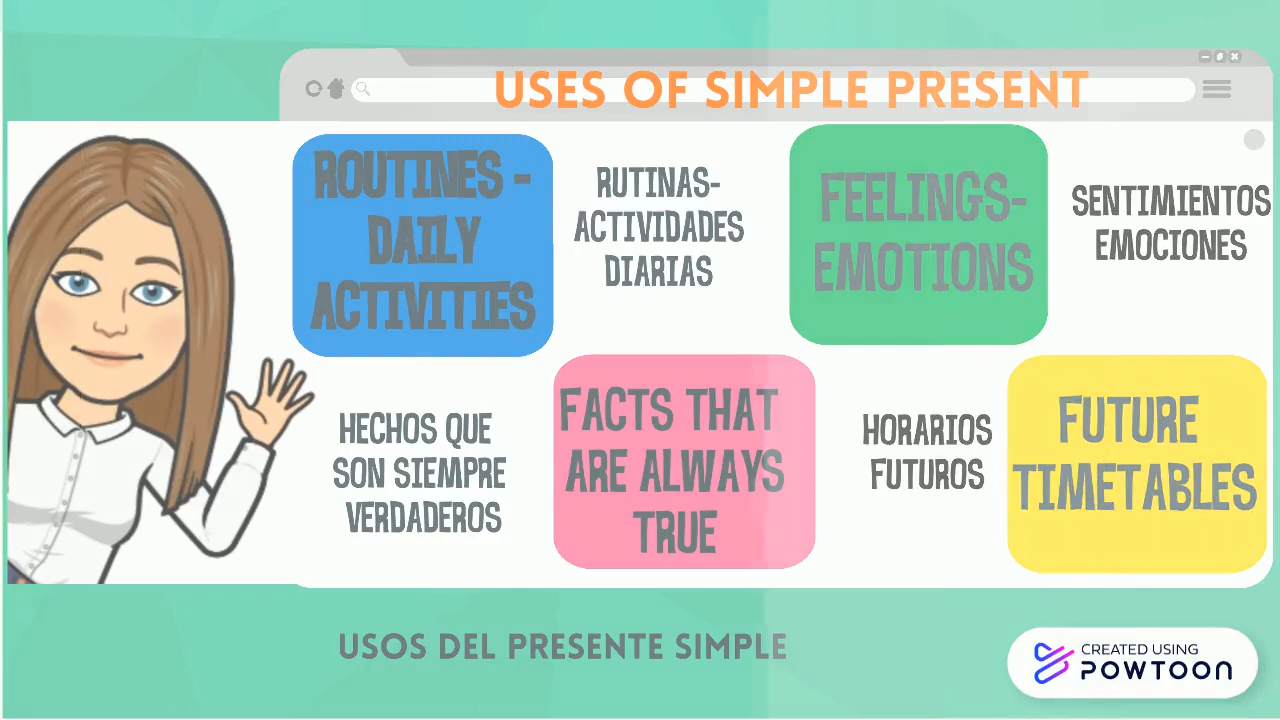 USES OF SIMPLE PRESENT
ROUTINES -
DAILY
ACTIVITIES
RUTINAS-
ACTIVIDADES
DIARIAS
FEELINGS-
EMOTIONS
SENTIMIENTOS
EMOCIONES
HECHOS QUE
SON SIEMPRE
VERDADEROS
FACTS THAT
ARE ALWAYS
TRUE
HORARIOS
FUTUROS
FUTURE
TIMETABLES
USOS DEL PRESENTE SIMPLE
CREATED USING
POWTOON